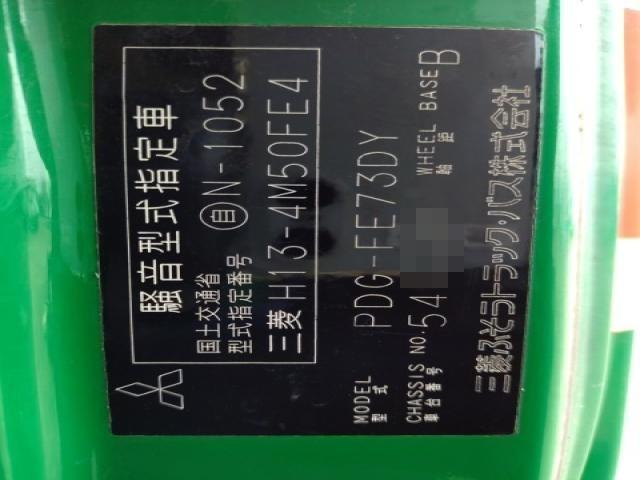 騒音型式指定車
国土交通省
型式指定番号 自N-1052
三菱 H13-4M50FE4
MODEL
型式 PDG-FE73DY
CHASSIS NO.
車台番号 54
WHEEL BASE
軸距 B
三菱ふそうトラック・バス株式会社